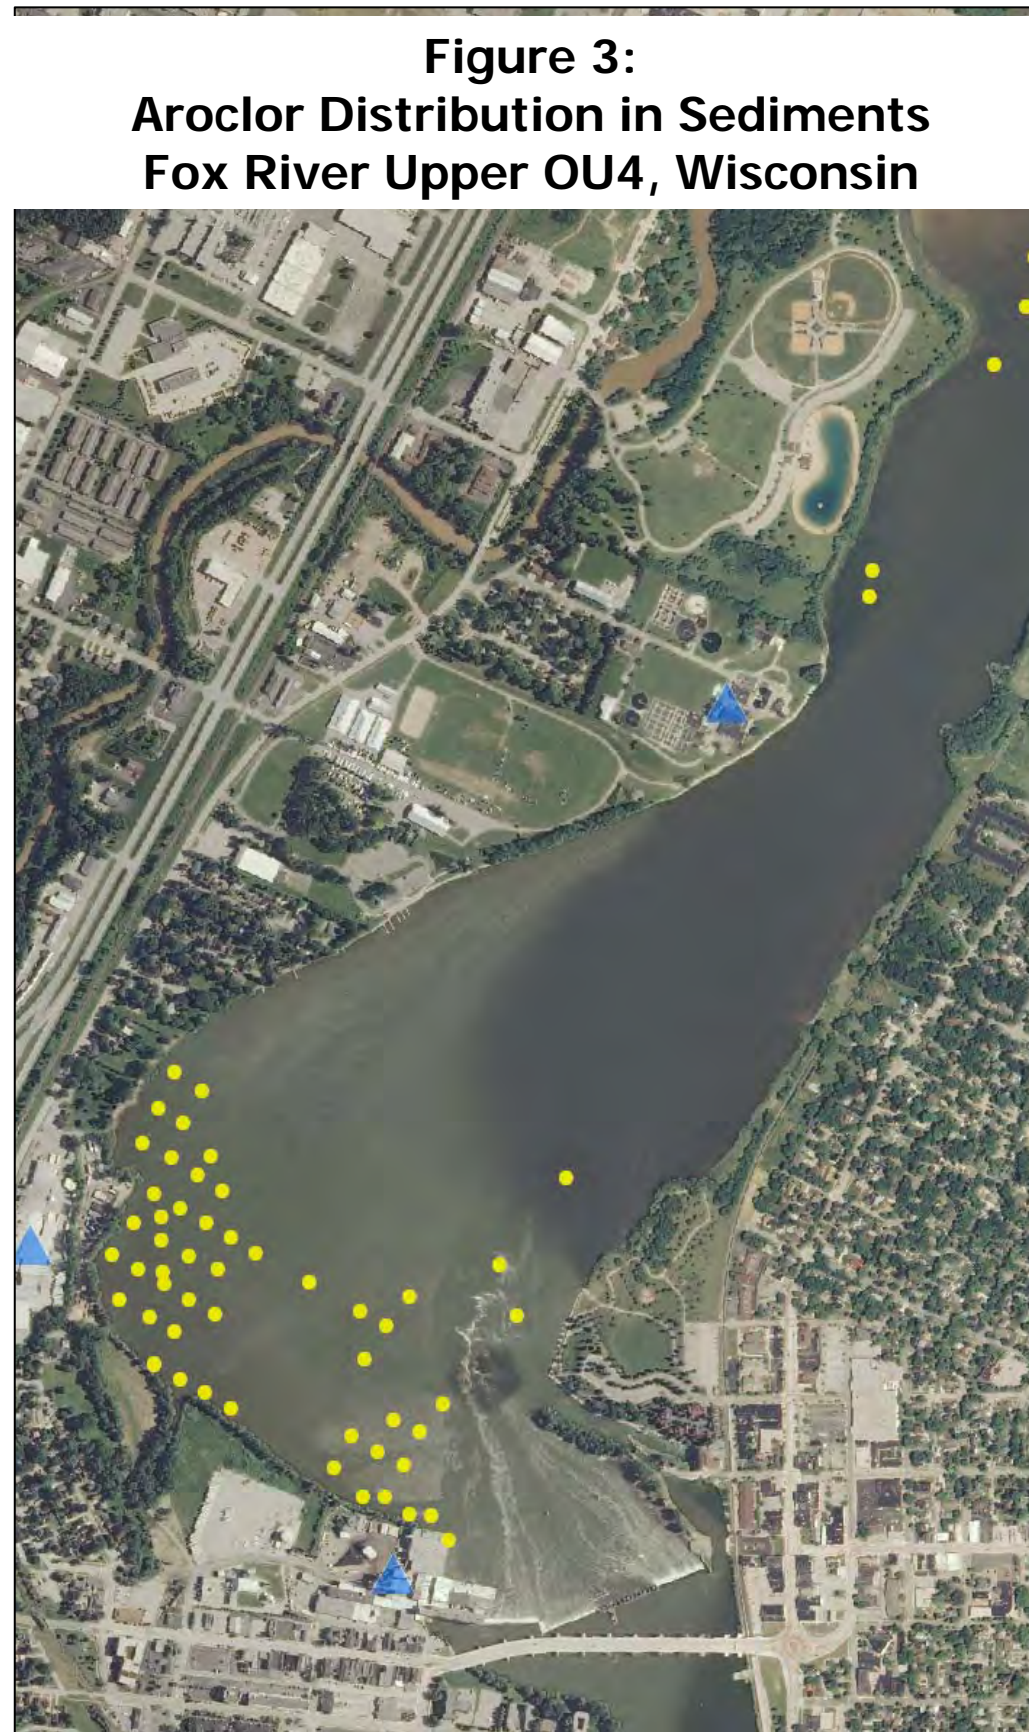 Figure 3:
Aroclor Distribution in Sediments
Fox River Upper OU4, Wisconsin